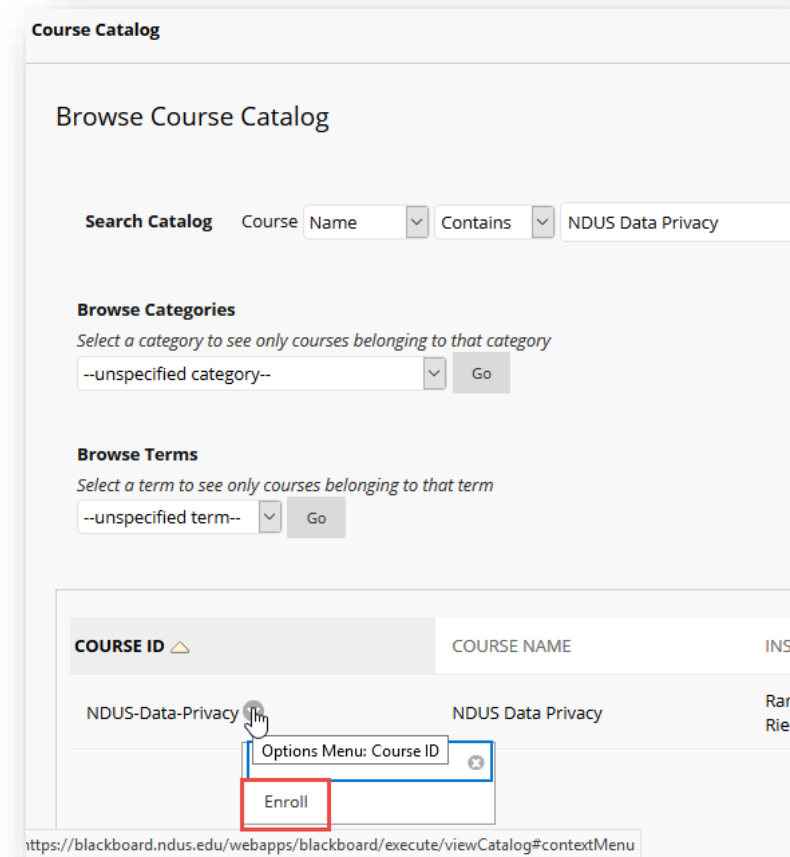 Course Catalog
Browse Course Catalog
Search Catalog Course Name Contains NDUS Data Privacy
Browse Categories
Select a category to see only courses belonging to that category
--unspecified category-- Go
Browse Terms
Select a term to see only courses belonging to that term
--unspecified term-- Go
COURSE ID COURSE NAME INS
NDUS-Data-Privacy NDUS Data Privacy Rar
Rie
Options Menu: Course ID
Enroll
https://blackboard.ndus.edu/webapps/blackboard/execute/viewCatalog#contextMenu